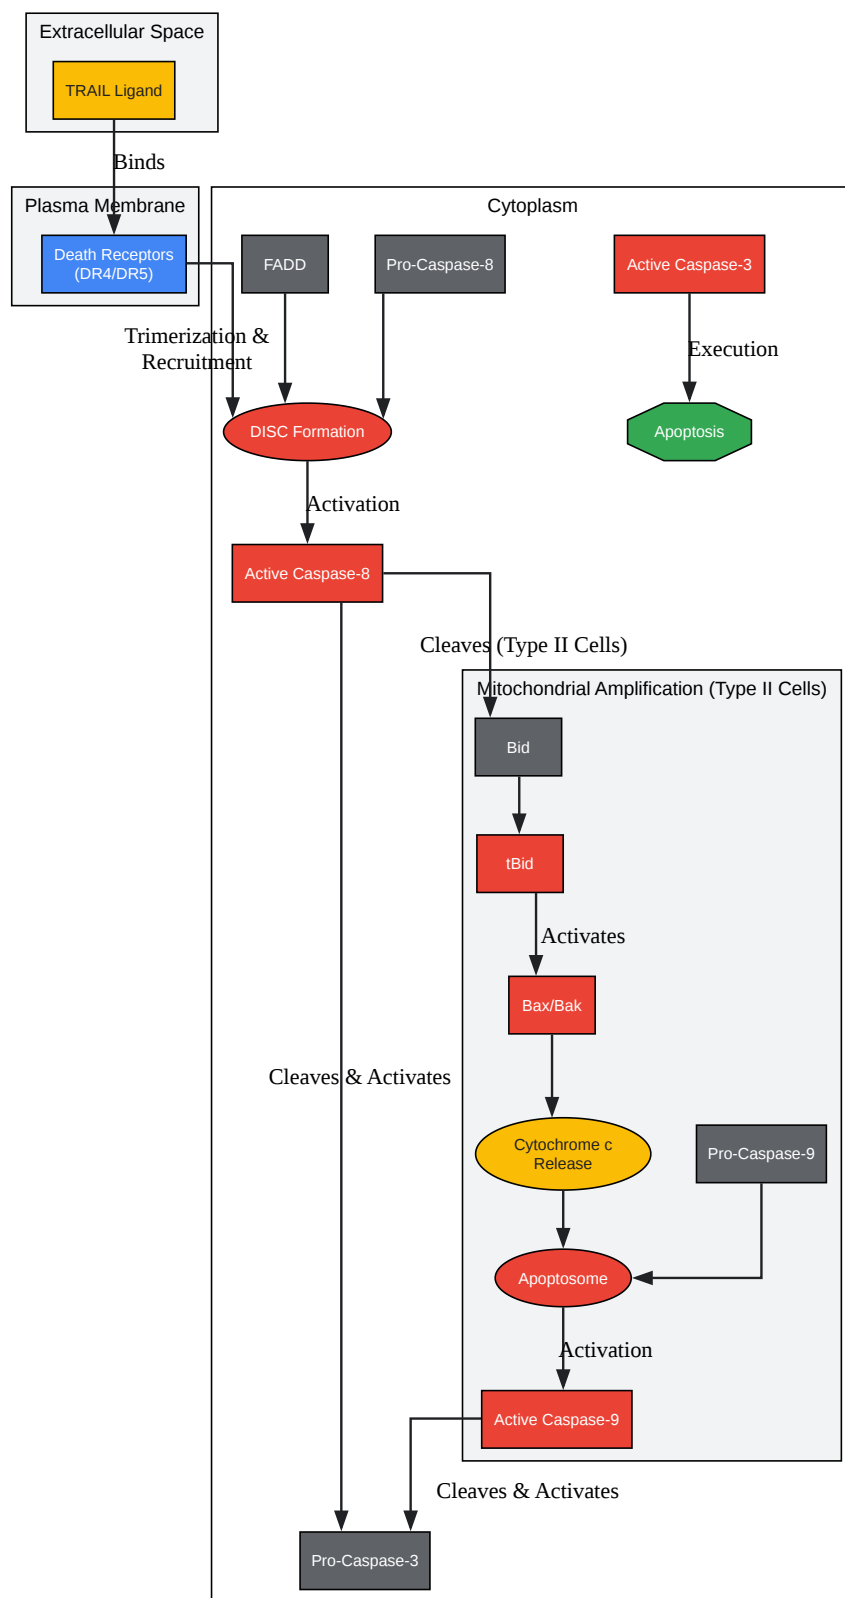 Extracellular Space
TRAIL Ligand
Binds
Plasma Membrane
Cytoplasm
Death Receptors
(DR4/DR5)
FADD
Pro-Caspase-8
Active Caspase-3
Trimerization &
Recruitment
Execution
DISC Formation
Apoptosis
Activation
Active Caspase-8
Cleaves (Type II Cells)
Mitochondrial Amplification (Type II Cells)
Bid
tBid
Activates
Bax/Bak
Cleaves & Activates
Cytochrome c
Release
Pro-Caspase-9
Apoptosome
Activation
Active Caspase-9
Cleaves & Activates
Pro-Caspase-3